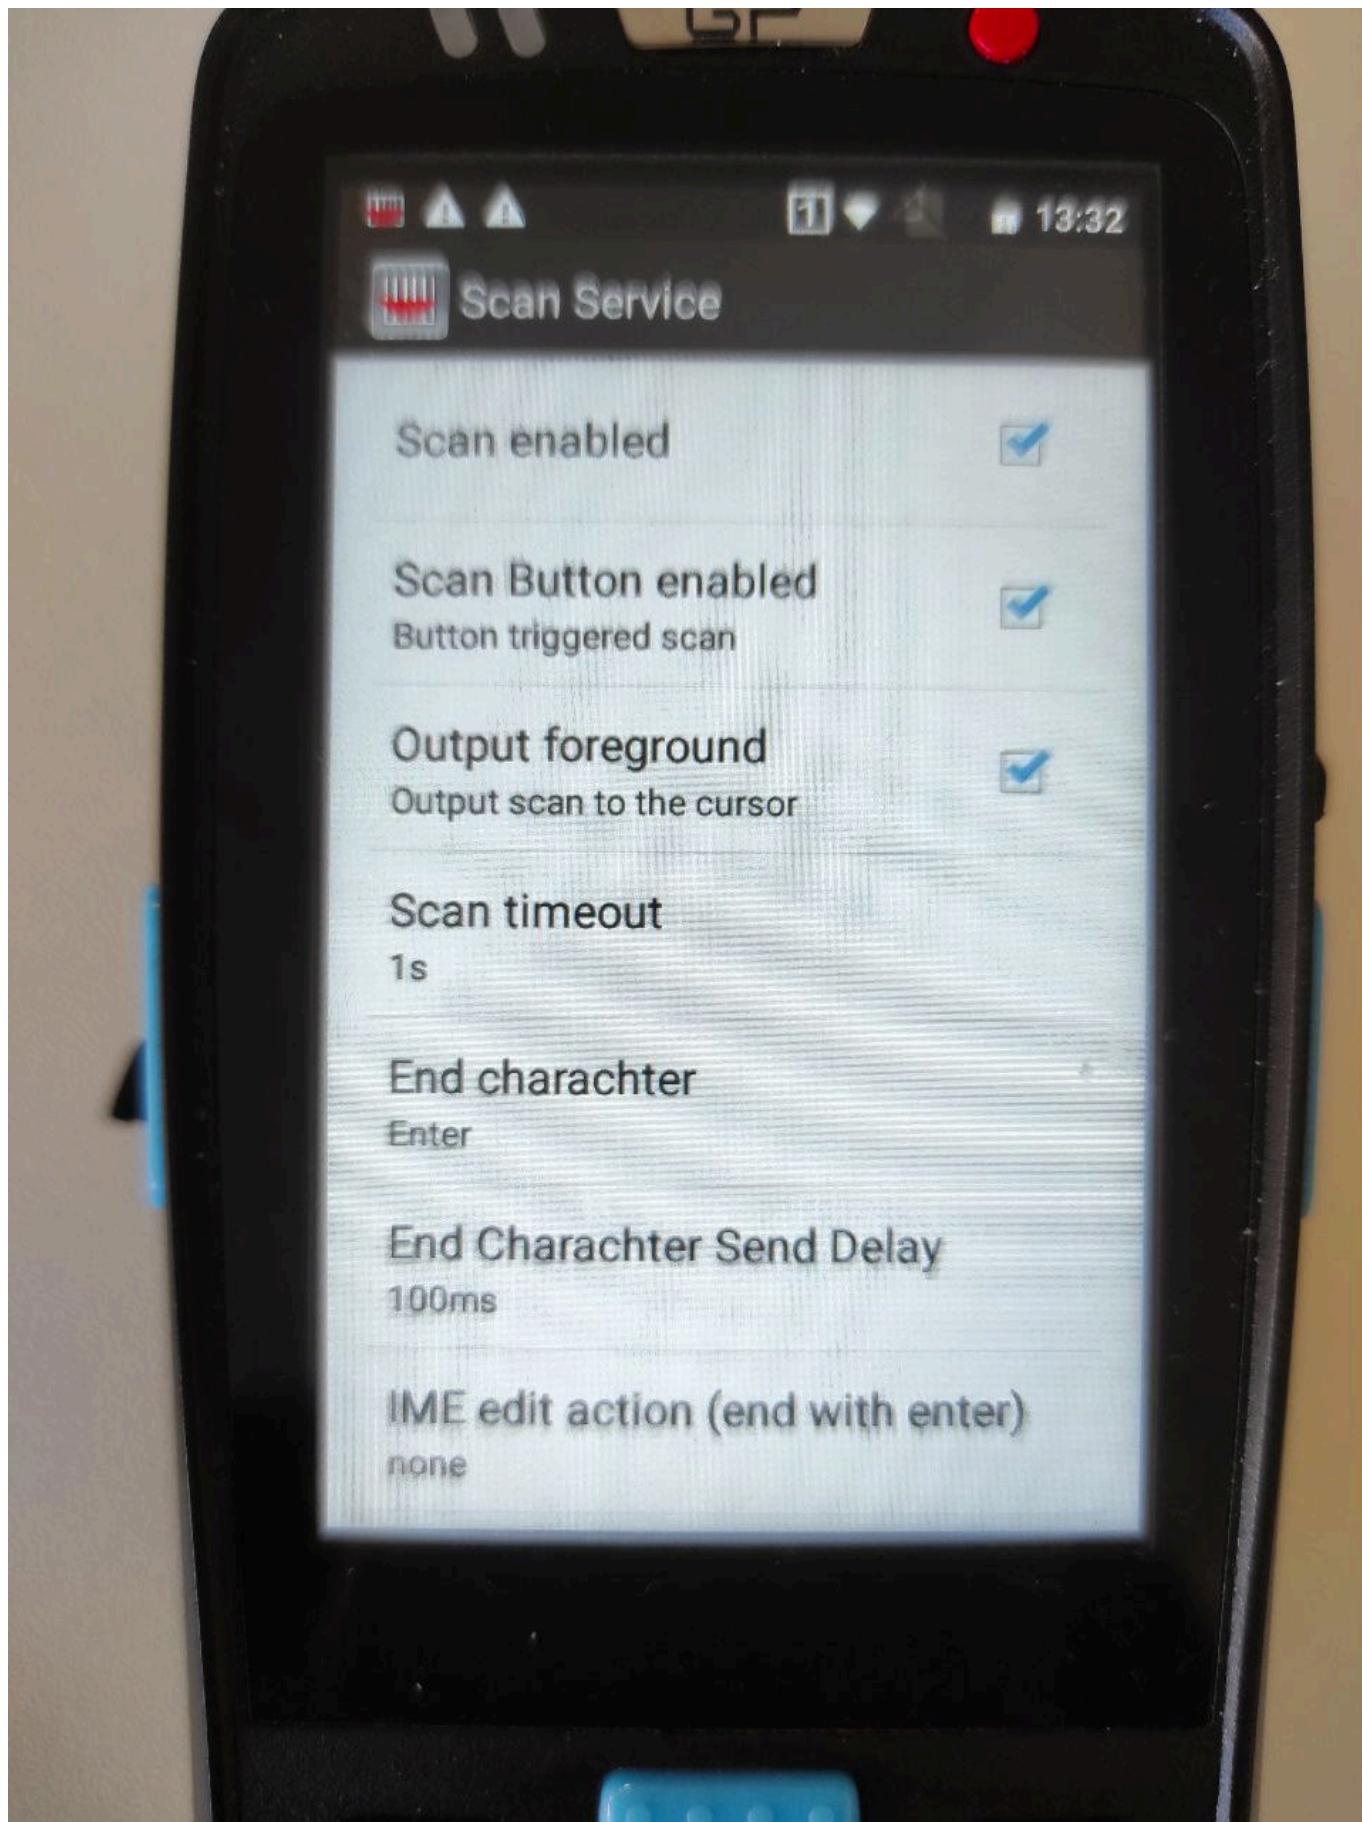 13:32
Scan Service
Scan enabled
Scan Button enabled
Button triggered scan
Output foreground
Output scan to the cursor
Scan timeout
1s
End charachter
Enter
End Charachter Send Delay
100ms
IME edit action (end with enter)
none